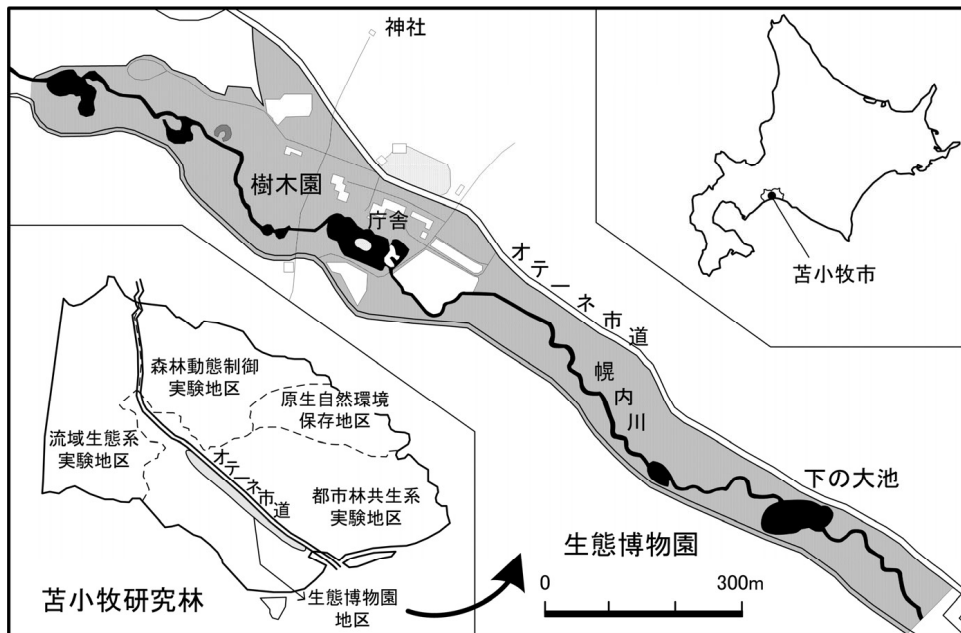 神社
樹木園
庁舎
オテーネ市道
苫小牧市
幌内川
下の大池
生態博物園
0
300m
森林動態制御
実験地区
原生自然環境
保存地区
流域生態系
実験地区
オテーネ市道
都市林共生系
実験地区
苫小牧研究林
生態博物園
地区